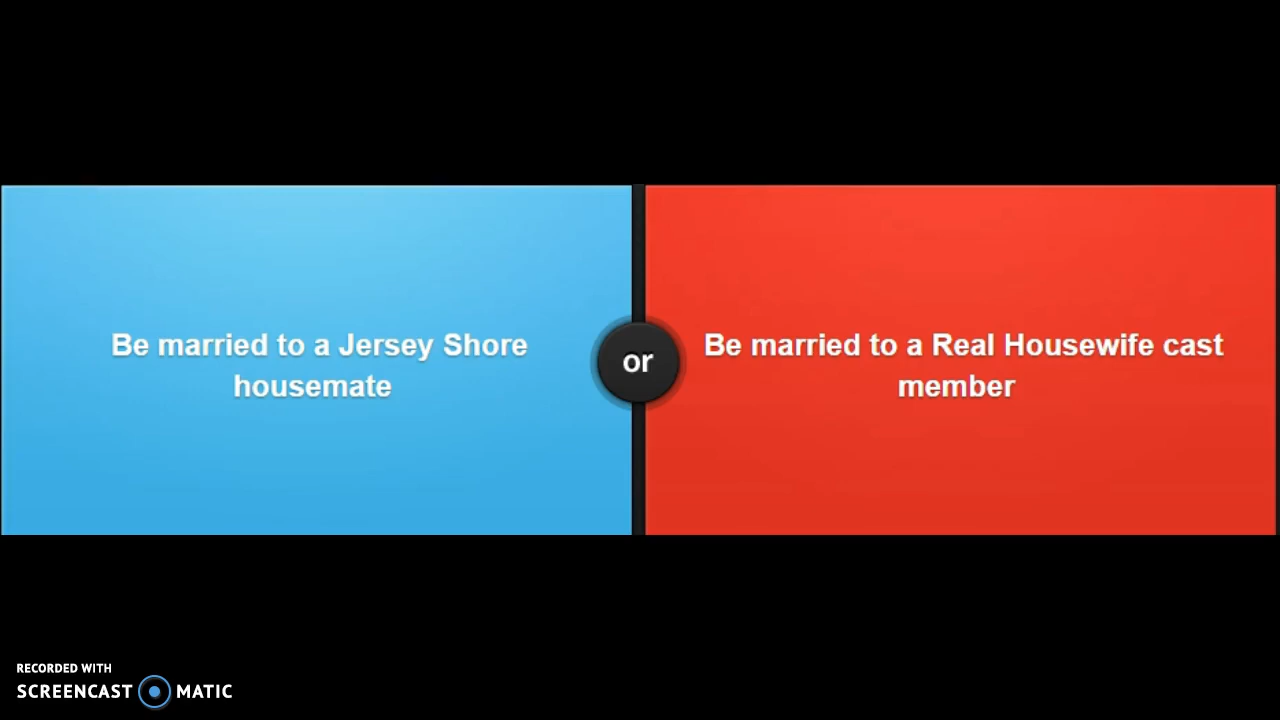 Be married to a Jersey Shore
housemate
or
Be married to a Real Housewife cast
member
RECORDED WITH
SCREENCAST MATIC